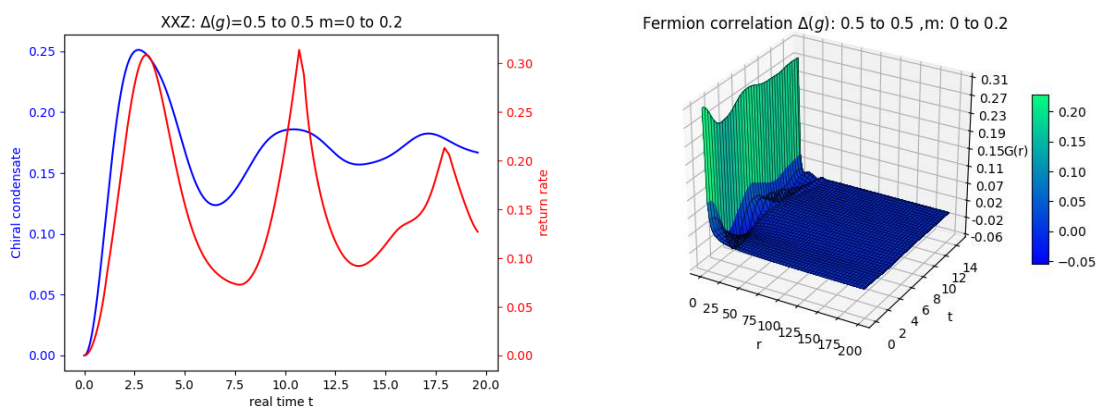 XXZ: Δ(g)=0.5 to 0.5 m=0 to 0.2
Chiral condensate
0.25
0.20
0.15
0.10
0.05
0.00
0.0 2.5 5.0 7.5 10.0 12.5 15.0 17.5 20.0
real time t
0.30
0.25
0.20
0.15
0.10
0.05
0.00
return rate
Fermion correlation Δ(g): 0.5 to 0.5 ,m: 0 to 0.2
0.31
0.27
0.23
0.19
0.15 G(r)
0.11
0.07
0.02
-0.02
-0.06
0 25 50 75 100 125 150 175 200
r
0 2 4 6 8 10 12 14
t
0.20
0.15
0.10
0.05
0.00
−0.05